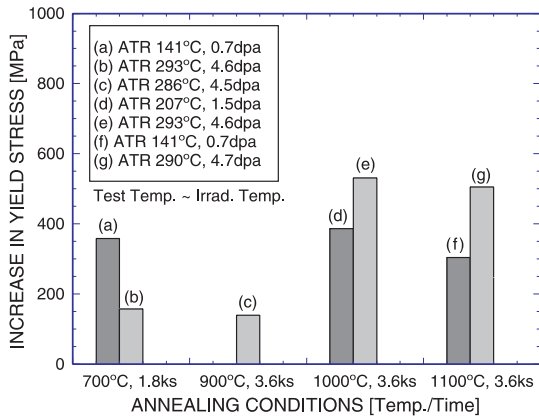 1000
800
600
400
200
0
INCREASE IN YIELD STRESS [MPa]
(a) ATR 141°C, 0.7dpa
(b) ATR 293°C, 4.6dpa
(c) ATR 286°C, 4.5dpa
(d) ATR 207°C, 1.5dpa
(e) ATR 293°C, 4.6dpa
(f) ATR 141°C, 0.7dpa
(g) ATR 290°C, 4.7dpa
Test Temp. ~ Irrad. Temp.
(a)
(b)
(c)
(d)
(e)
(f)
(g)
700°C, 1.8ks 900°C, 3.6ks 1000°C, 3.6ks 1100°C, 3.6ks
ANNEALING CONDITIONS [Temp./Time]